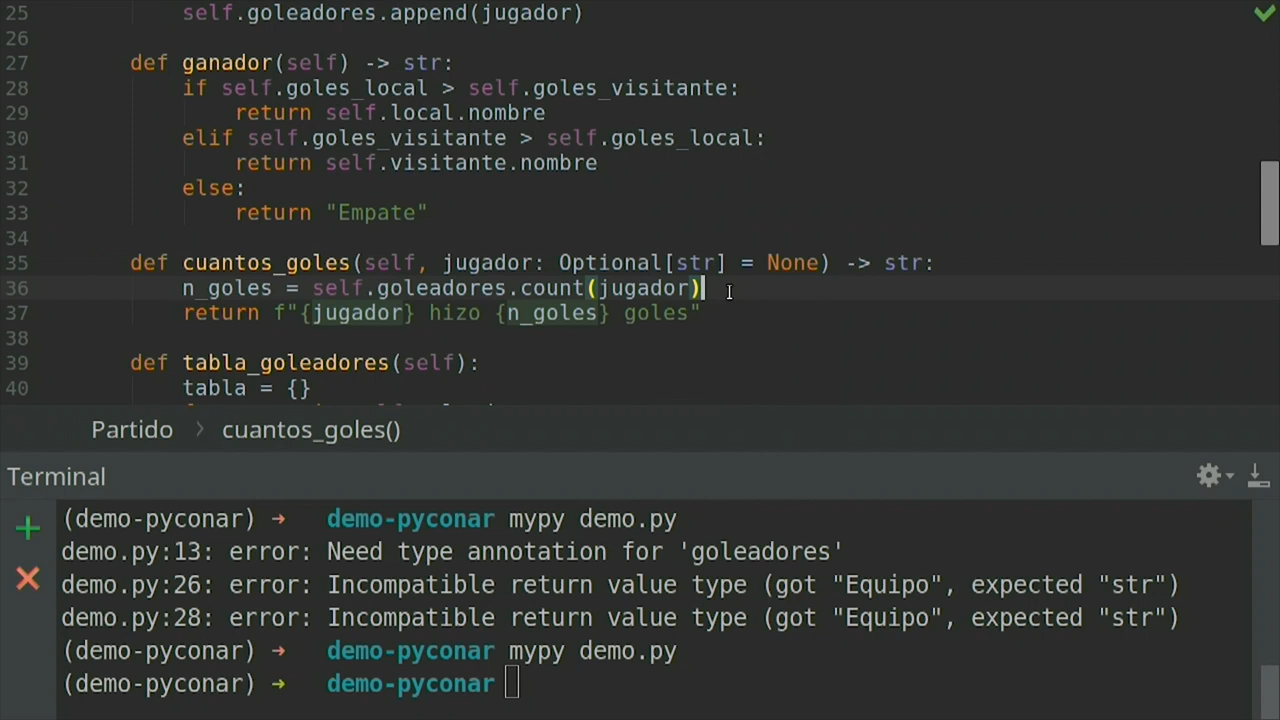 25 self.goleadores.append(jugador)
26
27 def ganador(self) -> str:
28 if self.goles_local > self.goles_visitante:
29 return self.local.nombre
30 elif self.goles_visitante > self.goles_local:
31 return self.visitante.nombre
32 else:
33 return "Empate"
34
35 def cuantos_goles(self, jugador: Optional[str] = None) -> str:
36 n_goles = self.goleadores.count(jugador)
37 return f"{jugador} hizo {n_goles} goles"
38
39 def tabla_goleadores(self):
40 tabla = {}
Partido > cuantos_goles()
Terminal
(demo-pyconar) → demo-pyconar mypy demo.py
demo.py:13: error: Need type annotation for 'goleadores'
demo.py:26: error: Incompatible return value type (got "Equipo", expected "str")
demo.py:28: error: Incompatible return value type (got "Equipo", expected "str")
(demo-pyconar) → demo-pyconar mypy demo.py
(demo-pyconar) → demo-pyconar